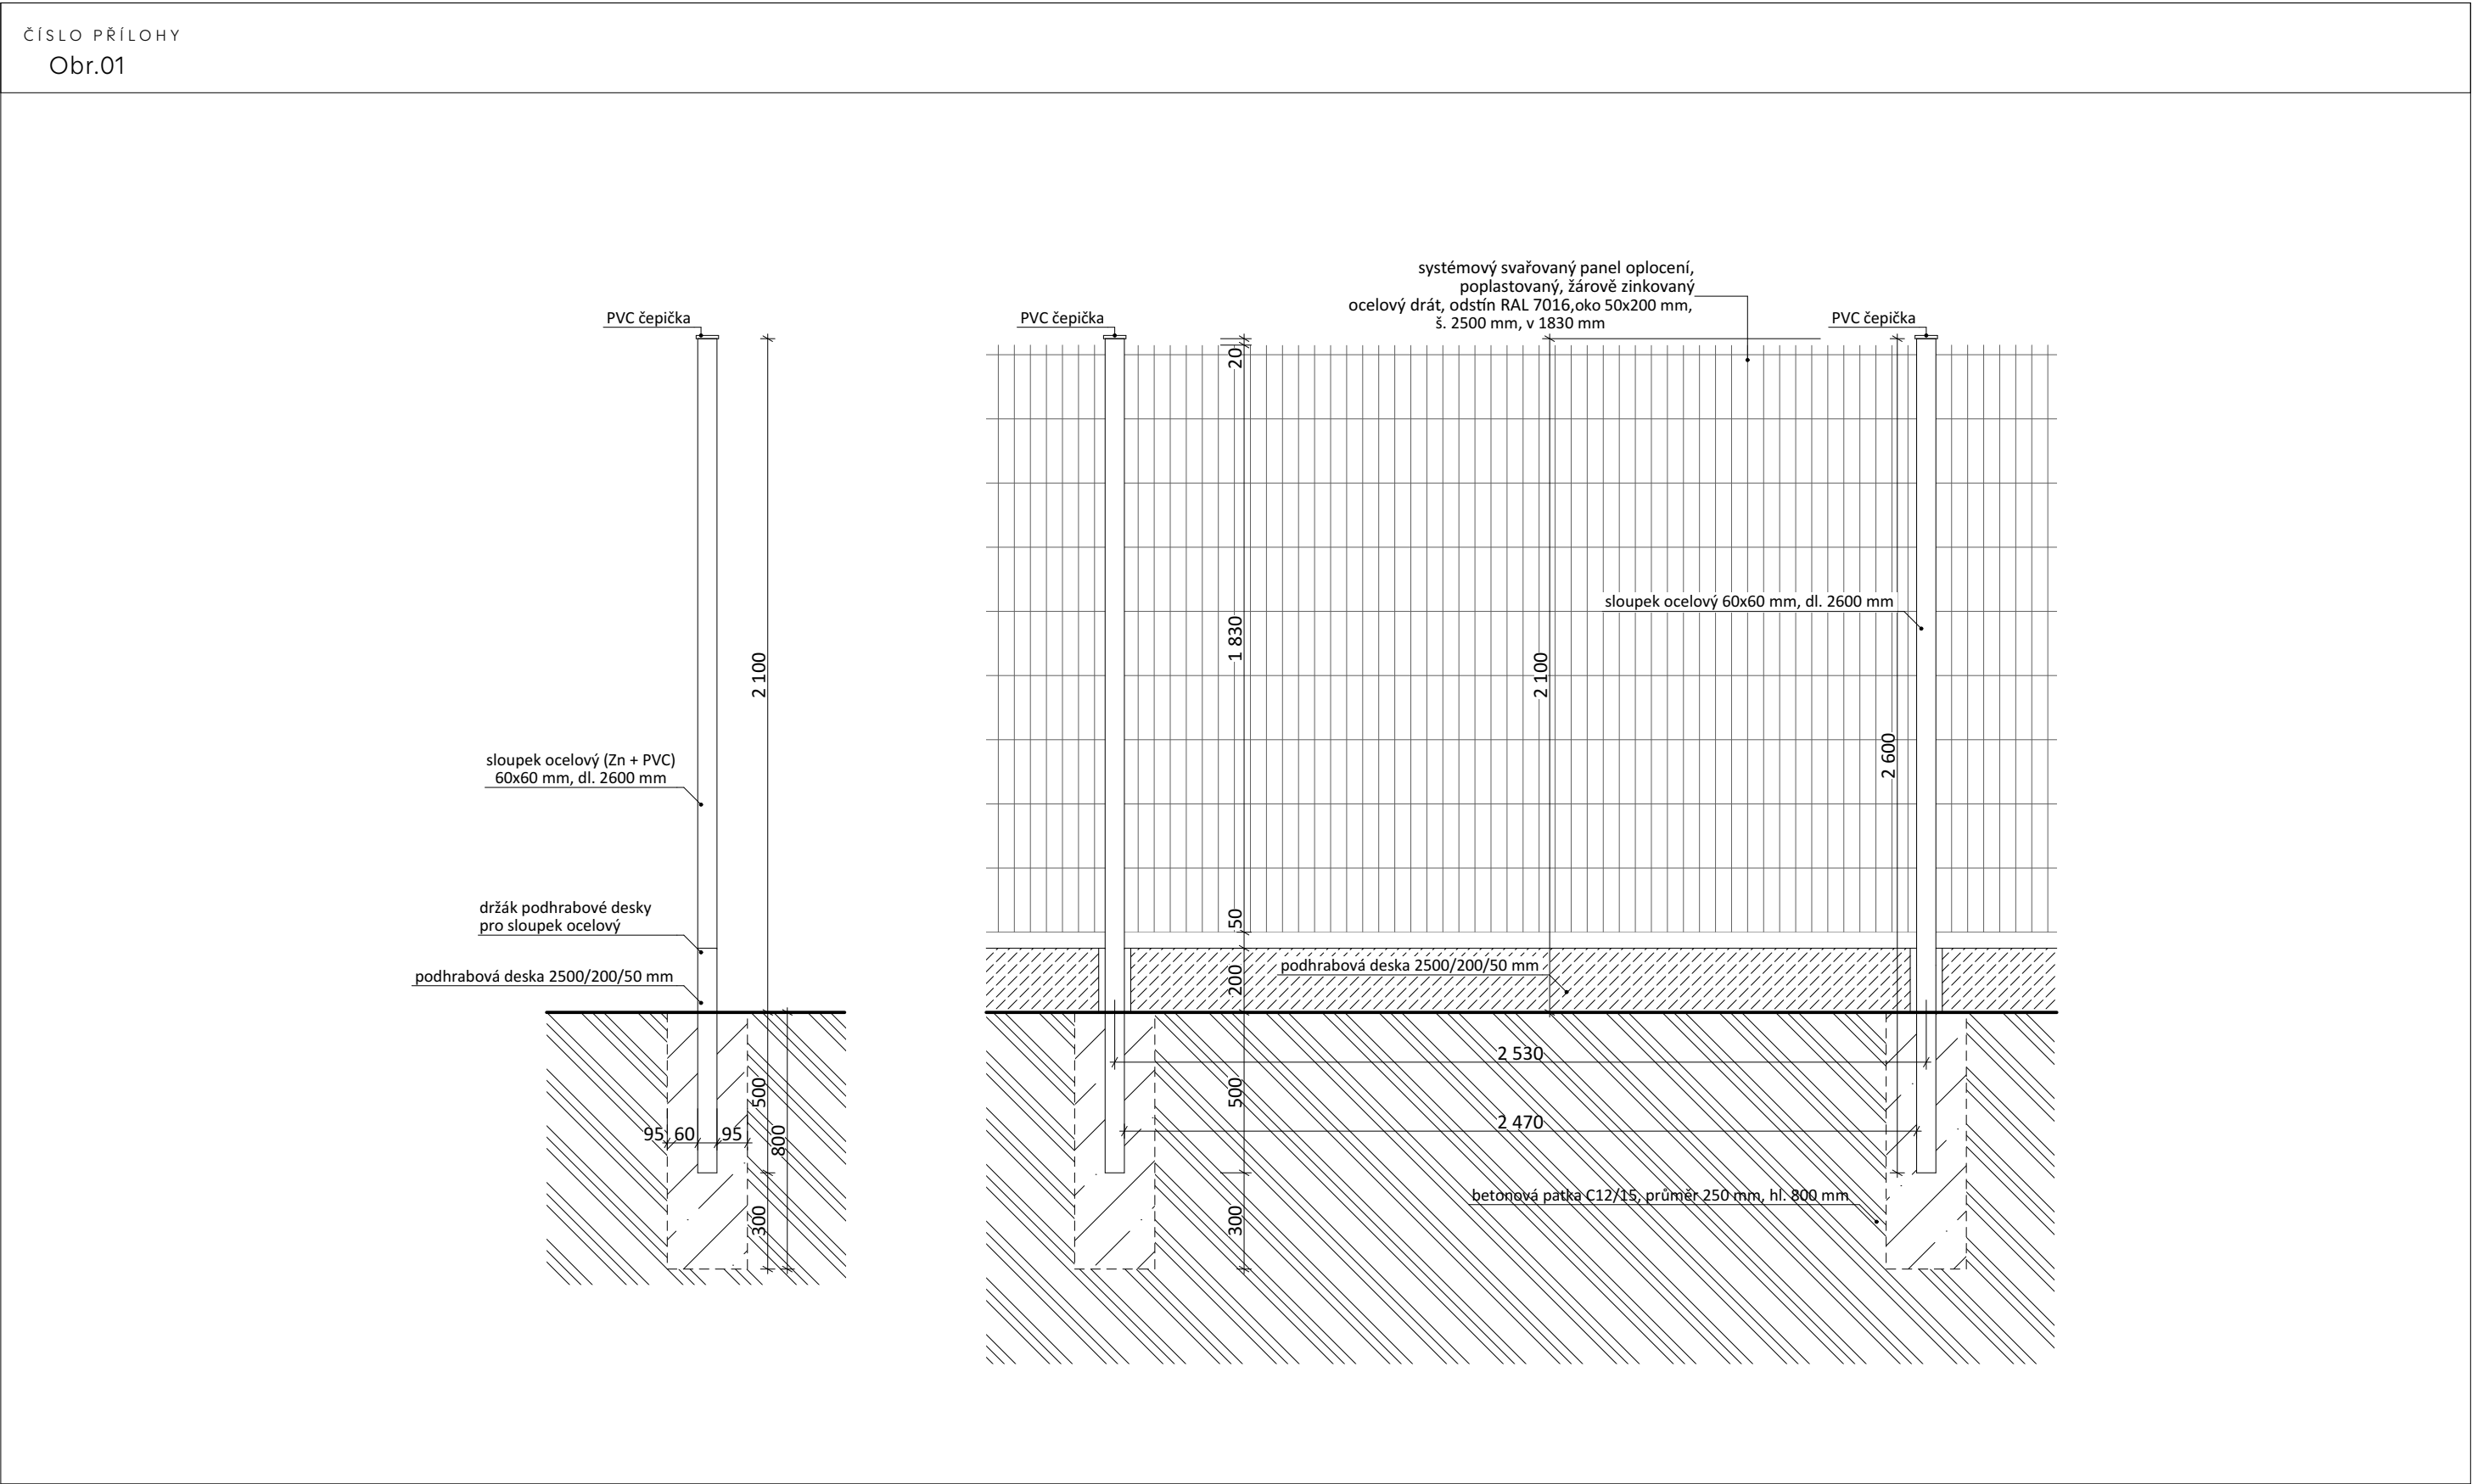 ČÍSLO PŘÍLOHY
Obr.01
PVC čepička
2 100
sloupek ocelový (Zn + PVC)
60x60 mm, dl. 2600 mm
držák podhrabové desky
pro sloupek ocelový
podhrabová deska 2500/200/50 mm
500
95 60 95
800
300
systémový svařovaný panel oplocení,
poplastovaný, žárově zinkovaný
ocelový drát, odstín RAL 7016,oko 50x200 mm,
š. 2500 mm, v 1830 mm
PVC čepička
PVC čepička
20
sloupek ocelový 60x60 mm, dl. 2600 mm
1 830
2 100
2 600
50
podhrabová deska 2500/200/50 mm
200
2 530
500
2 470
betonová patka C12/15, průměr 250 mm, hl. 800 mm
300